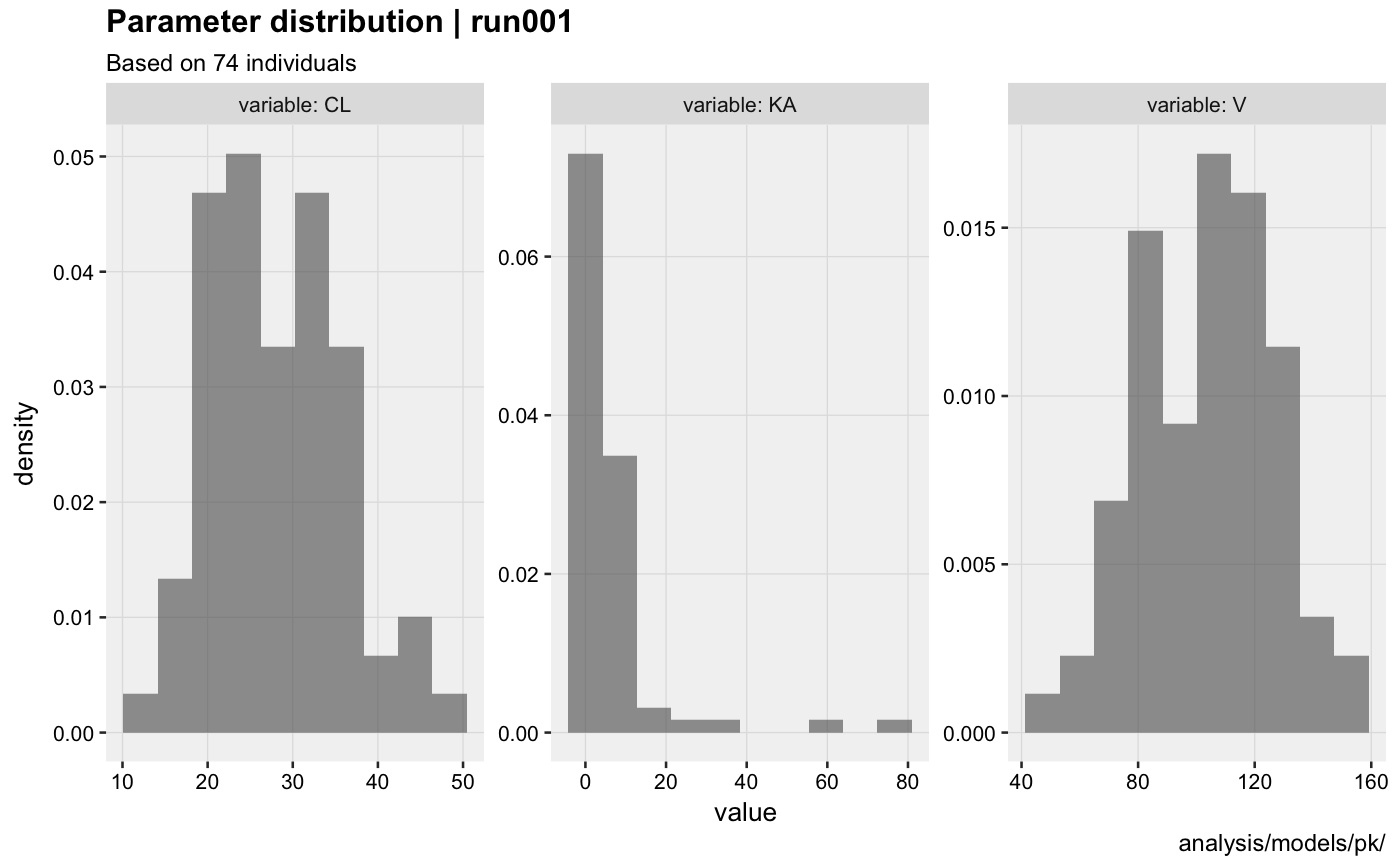 Parameter distribution | run001
Based on 74 individuals
variable: CL
variable: KA
variable: V
density
0.05
0.04
0.03
0.02
0.01
0.00
0.06
0.04
0.02
0.00
0.015
0.010
0.005
0.000
10 20 30 40 50
0 20 40 60 80
40 80 120 160
value
analysis/models/pk/